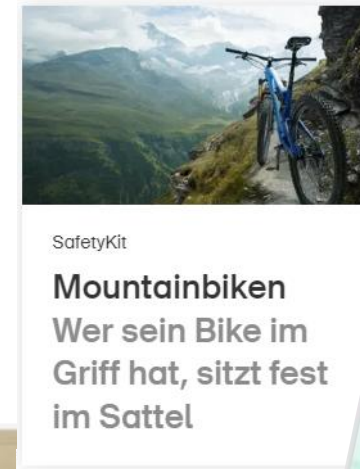 SafetyKit
Mountainbiken
Wer sein Bike im
Griff hat, sitzt fest
im Sattel